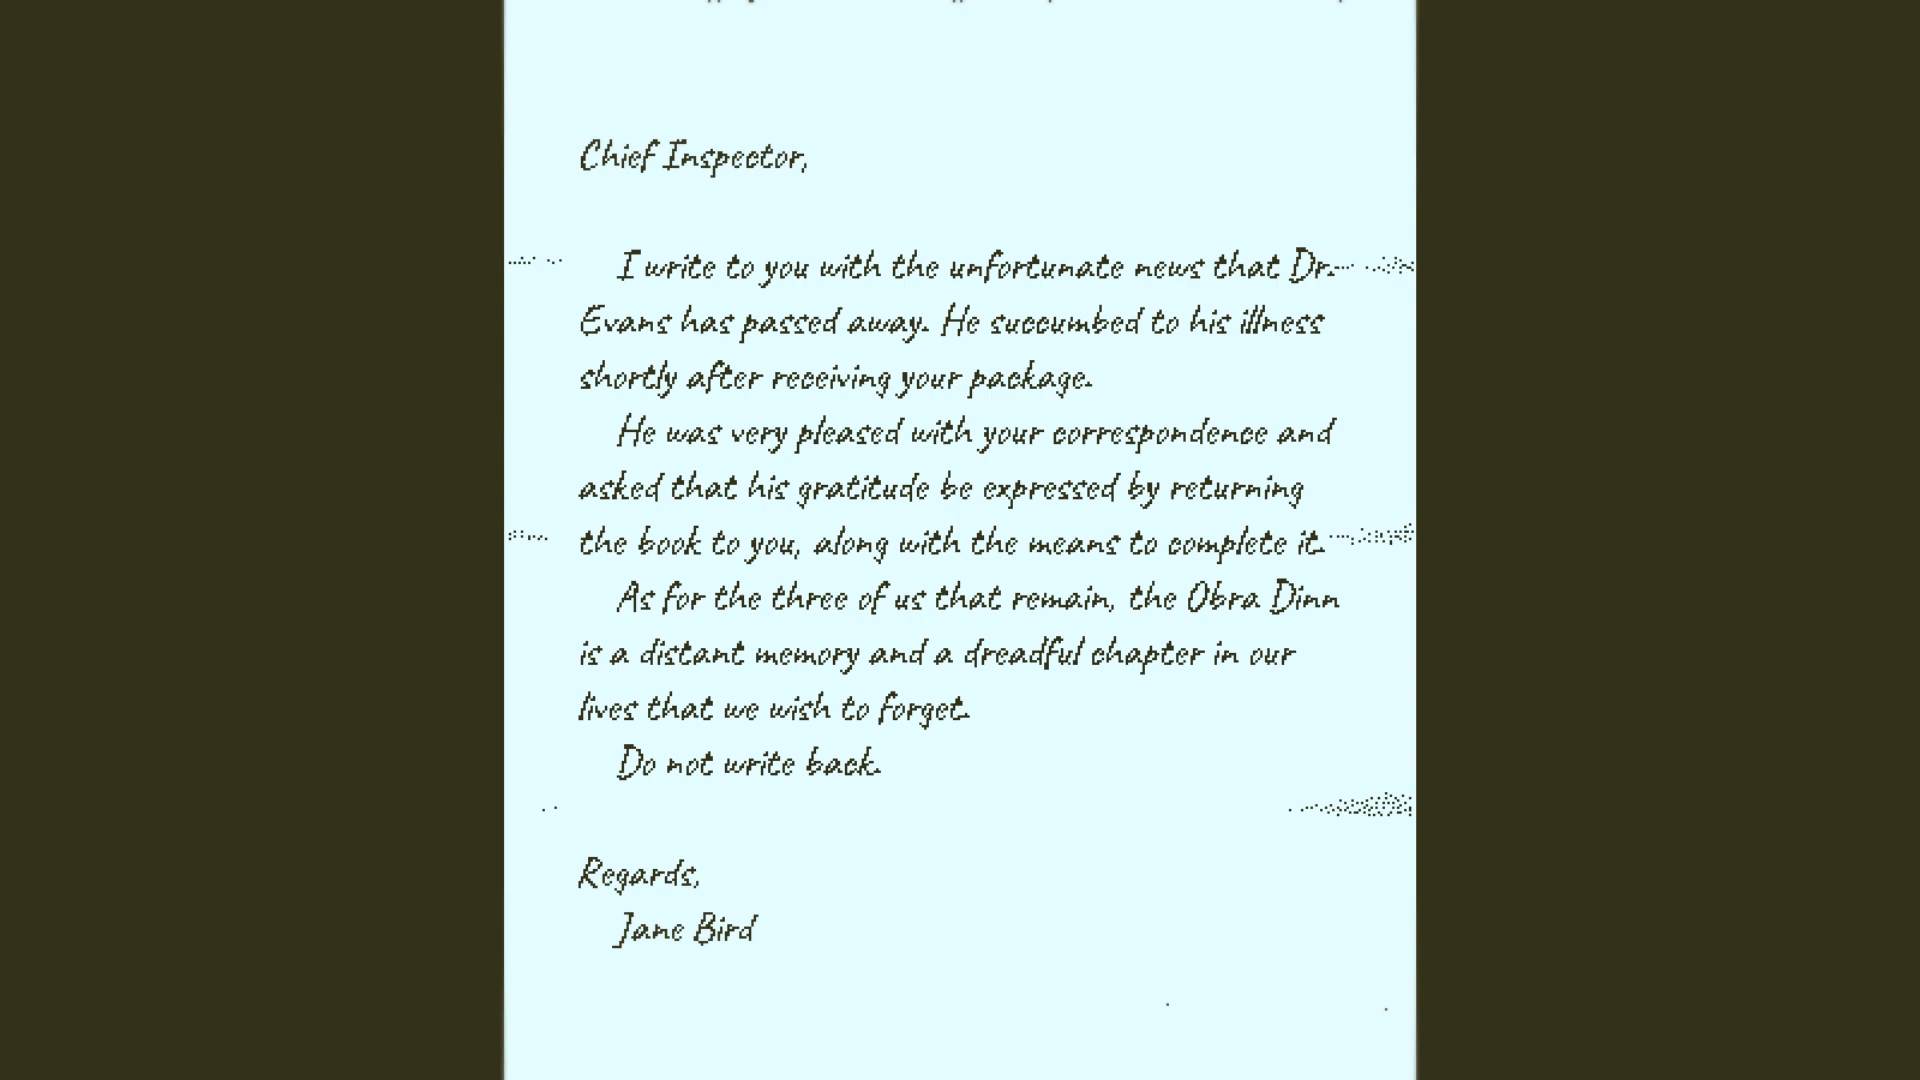 Chief Inspector,
I write to you with the unfortunate news that Dr.
Evans has passed away. He succumbed to his illness
shortly after receiving your package.
He was very pleased with your correspondence and
asked that his gratitude be expressed by returning
the book to you, along with the means to complete it.
As for the three of us that remain, the Obra Dinn
is a distant memory and a dreadful chapter in our
lives that we wish to forget.
Do not write back.
Regards,
Jane Bird